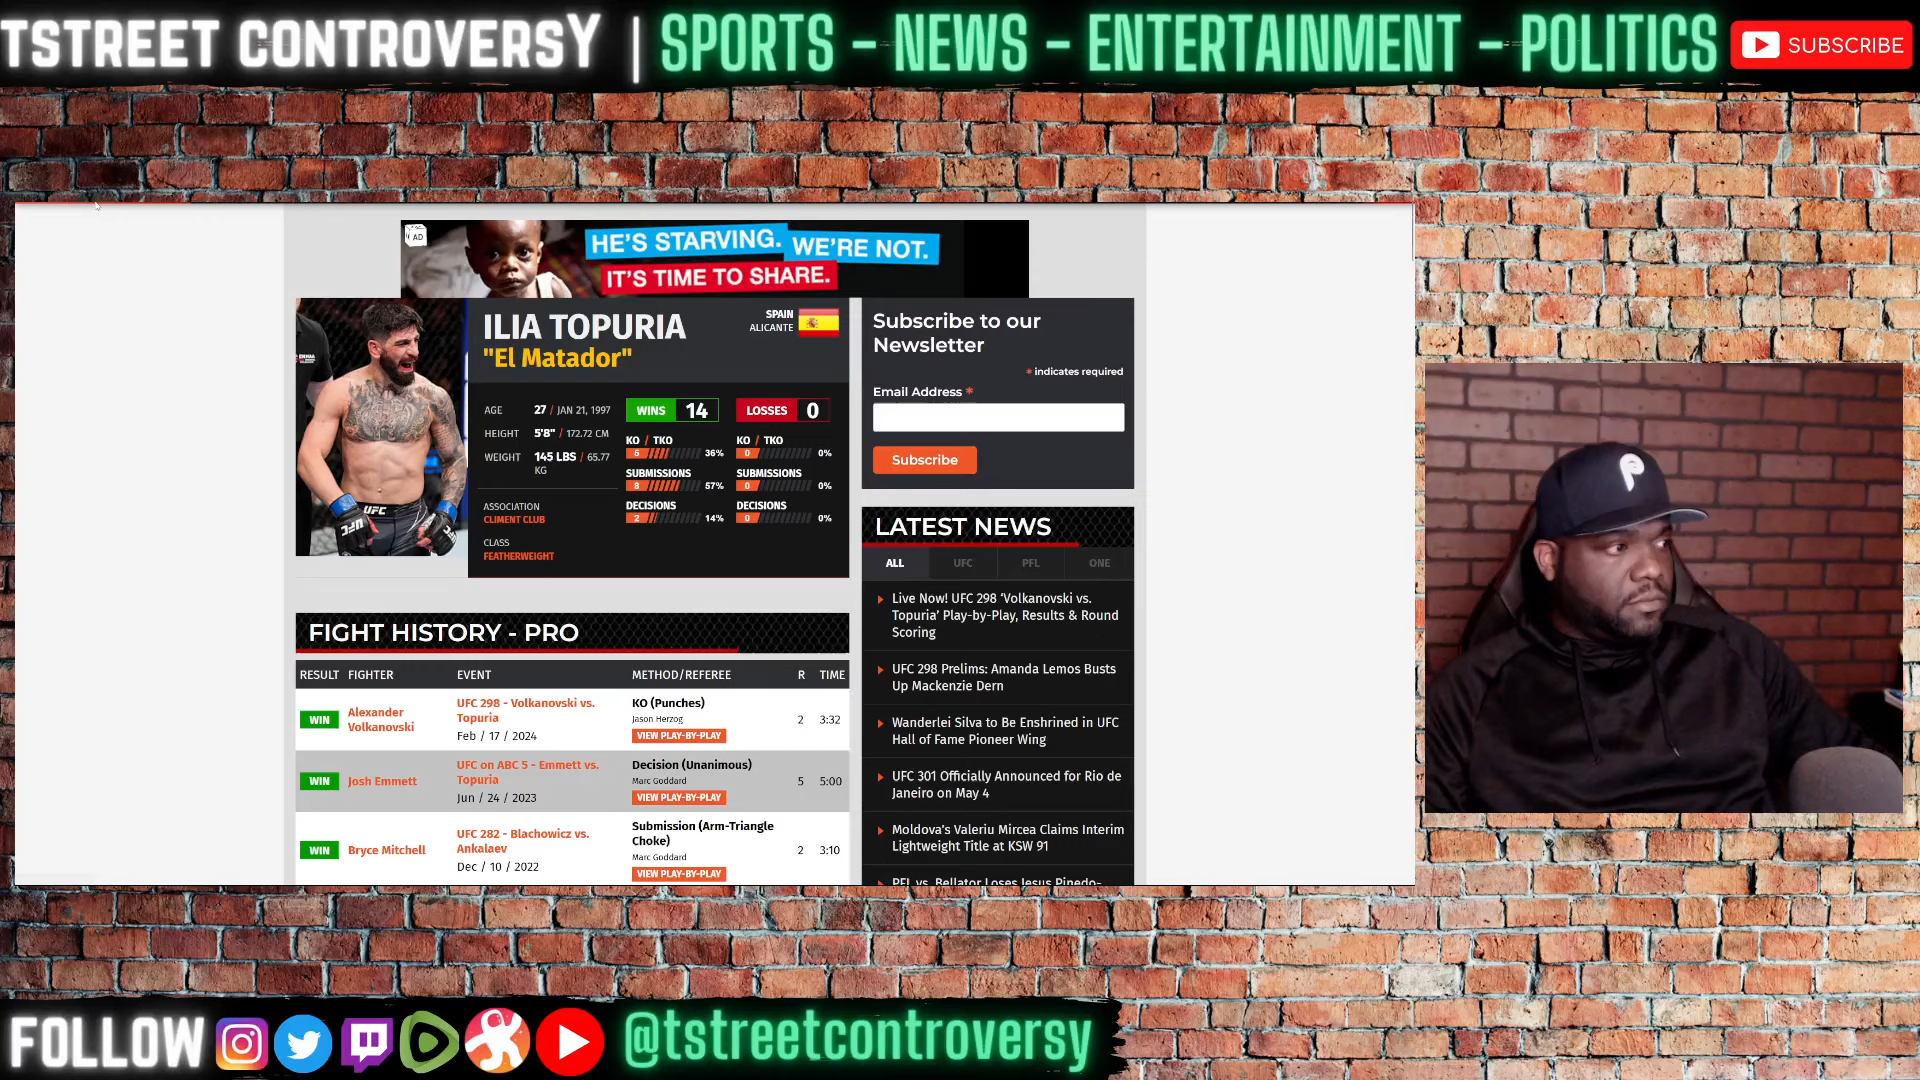 TSTREET CONTROVERSY | SPORTS - NEWS - ENTERTAINMENT - POLITICS
SUBSCRIBE
AD
HE'S STARVING. WE'RE NOT.
IT'S TIME TO SHARE.
ILIA TOPURIA
"El Matador"
SPAIN
ALICANTE
AGE 27 / JAN 21, 1997
HEIGHT 5'8" / 172.72 CM
WEIGHT 145 LBS / 65.77 KG
ASSOCIATION
CLIMENT CLUB
CLASS
FEATHERWEIGHT
WINS 14
KO / TKO
5 36%
SUBMISSIONS
8 57%
DECISIONS
2 14%
LOSSES 0
KO / TKO
0 0%
SUBMISSIONS
0 0%
DECISIONS
0 0%
UFC
Subscribe to our
Newsletter
* indicates required
Email Address *
Subscribe
FIGHT HISTORY - PRO
RESULT FIGHTER EVENT METHOD/REFEREE R TIME
WIN Alexander Volkanovski UFC 298 - Volkanovski vs. Topuria Feb / 17 / 2024 KO (Punches) Jason Herzog VIEW PLAY-BY-PLAY 2 3:32
WIN Josh Emmett UFC on ABC 5 - Emmett vs. Topuria Jun / 24 / 2023 Decision (Unanimous) Marc Goddard VIEW PLAY-BY-PLAY 5 5:00
WIN Bryce Mitchell UFC 282 - Blachowicz vs. Ankalaev Dec / 10 / 2022 Submission (Arm-Triangle Choke) Marc Goddard VIEW PLAY-BY-PLAY 2 3:10
LATEST NEWS
ALL UFC PFL ONE
Live Now! UFC 298 'Volkanovski vs.
Topuria' Play-by-Play, Results & Round
Scoring
UFC 298 Prelims: Amanda Lemos Busts
Up Mackenzie Dern
Wanderlei Silva to Be Enshrined in UFC
Hall of Fame Pioneer Wing
UFC 301 Officially Announced for Rio de
Janeiro on May 4
Moldova's Valeriu Mircea Claims Interim
Lightweight Title at KSW 91
PFL vs. Bellator Loses Jesus Pinedo-
P
FOLLOW @tstreetcontroversy